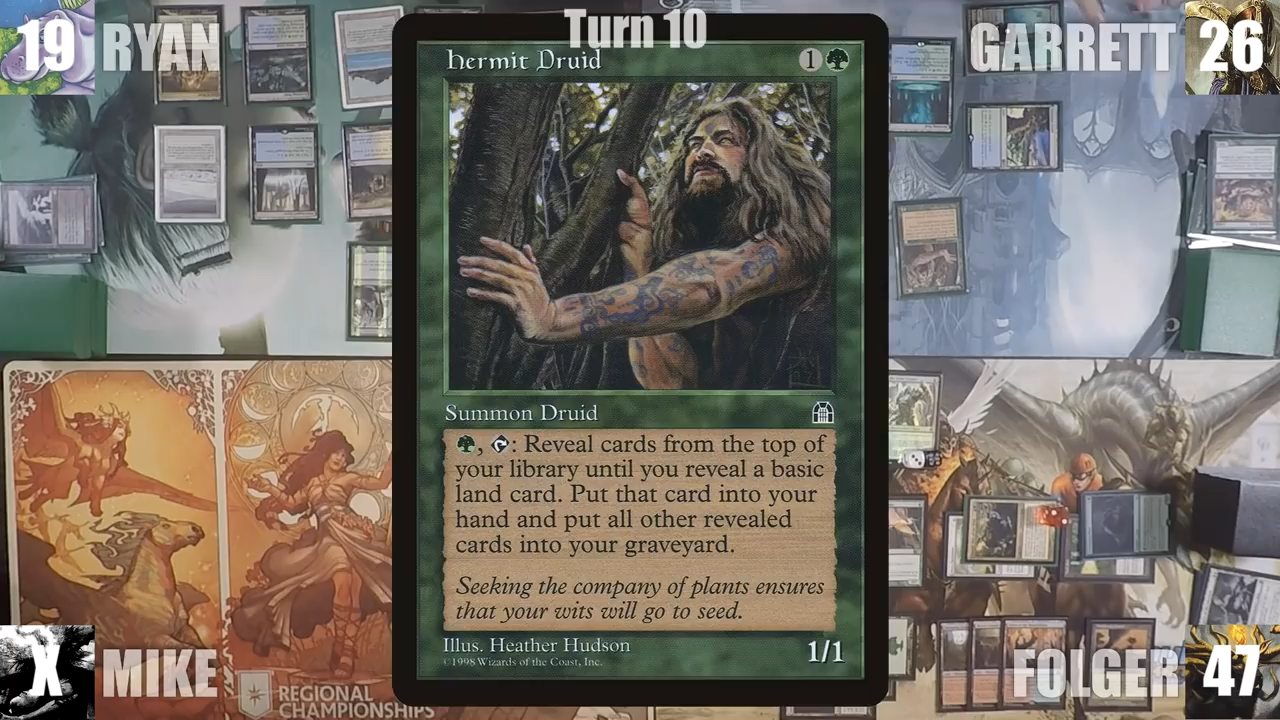 Turn 10
19 RYAN
GARRETT 26
Hermit Druid 1
Summon Druid
: Reveal cards from the top of
your library until you reveal a basic
land card. Put that card into your
hand and put all other revealed
cards into your graveyard.
Seeking the company of plants ensures
that your wits will go to seed.
Illus. Heather Hudson
©1998 Wizards of the Coast, Inc.
1/1
X MIKE
REGIONAL
CHAMPIONSHIPS
FOLGER 47